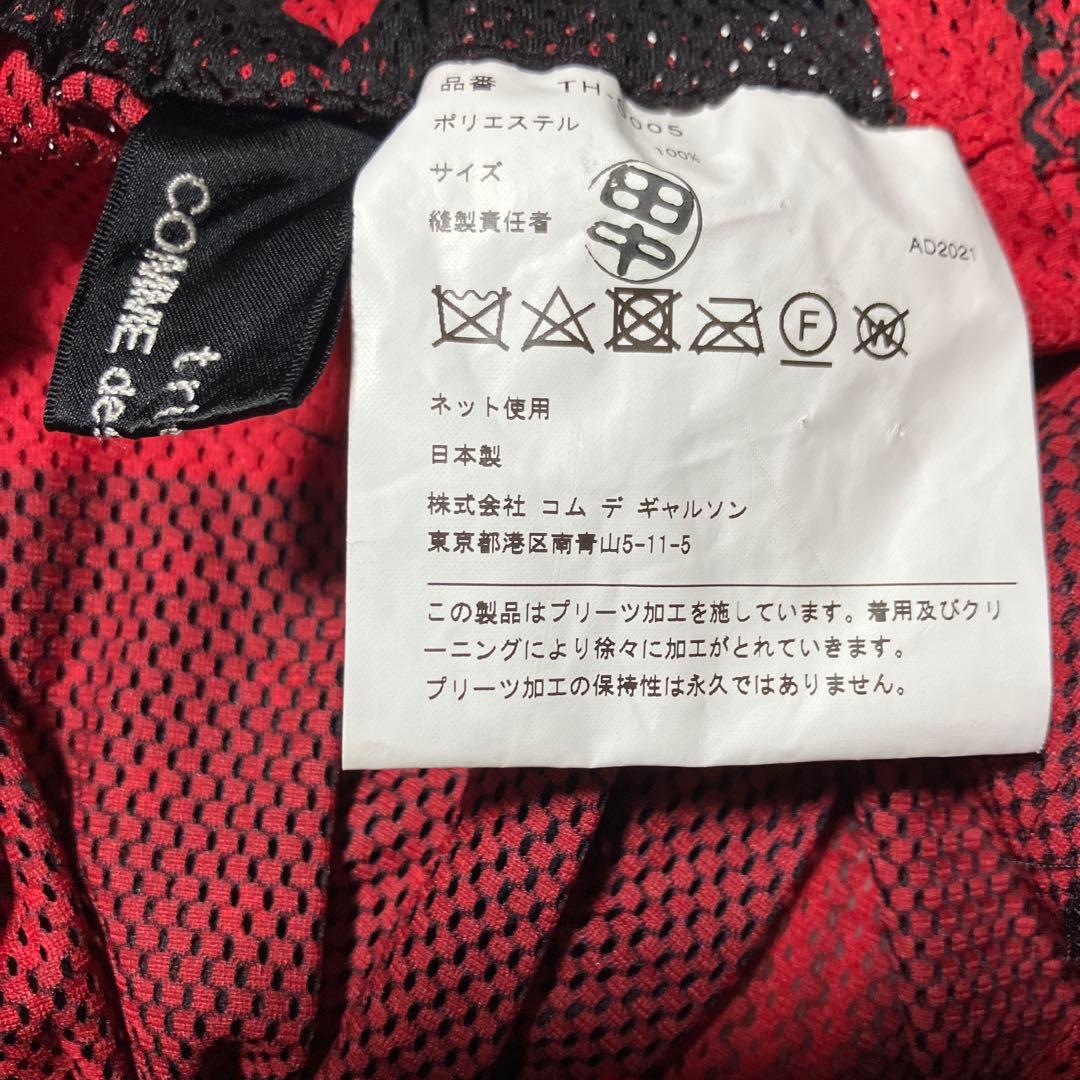 tri
COMME des
品番 TH- 005
ポリエステル
100%
サイズ
縫製責任者
田中
AD2021
F
W
ネット使用
日本製
株式会社 コム デ ギャルソン
東京都港区南青山5-11-5
この製品はプリーツ加工を施しています。着用及びクリ
ーニングにより徐々に加工がとれていきます。
プリーツ加工の保持性は永久ではありません。